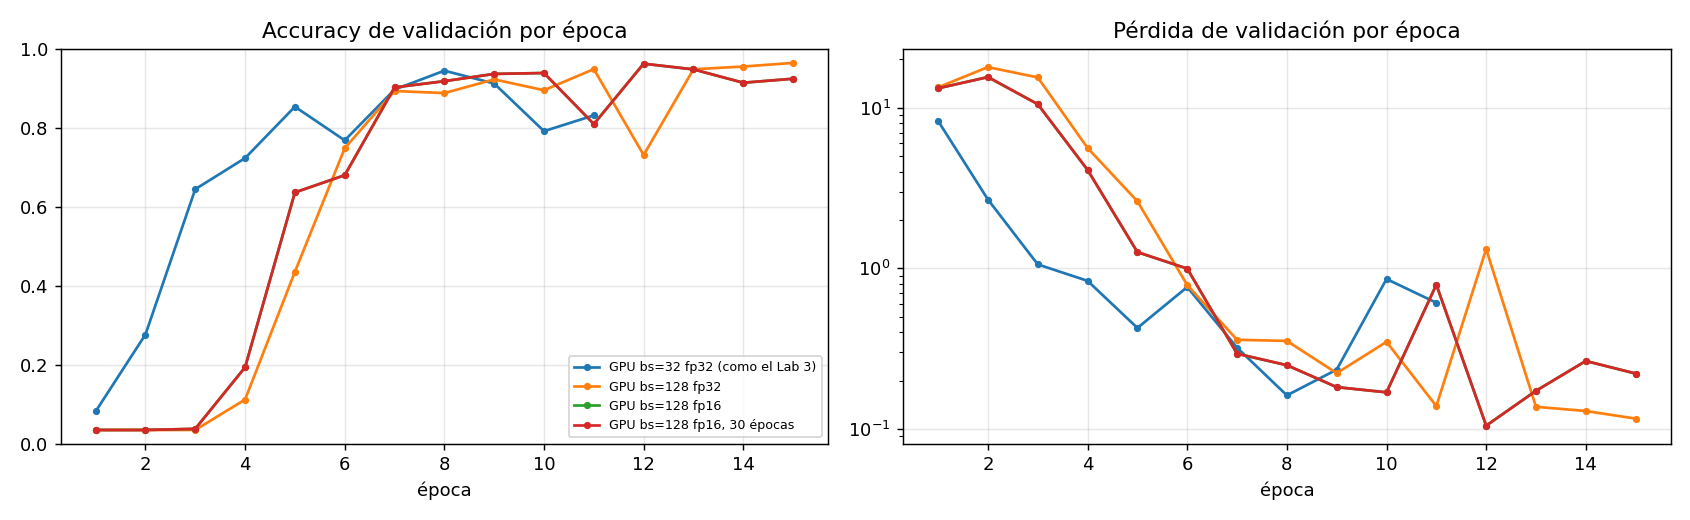 Accuracy de validación por época
1.0
0.8
0.6
0.4
0.2
0.0
2 4 6 8 10 12 14
época
GPU bs=32 fp32 (como el Lab 3)
GPU bs=128 fp32
GPU bs=128 fp16
GPU bs=128 fp16, 30 épocas
Pérdida de validación por época
10¹
10⁰
10⁻¹
2 4 6 8 10 12 14
época